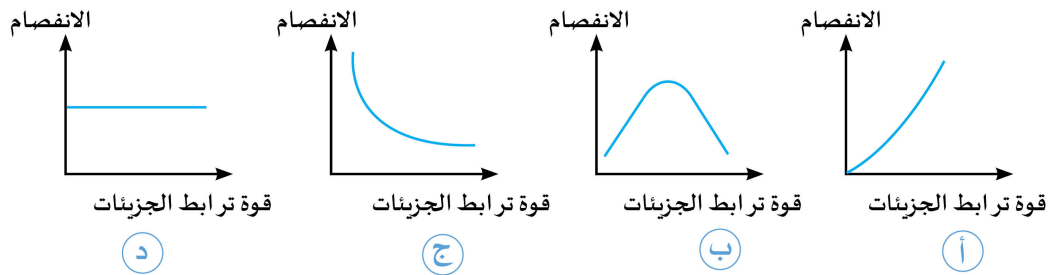 الانفصام
قوة ترابط الجزيئات
أ
الانفصام
قوة ترابط الجزيئات
ب
الانفصام
قوة ترابط الجزيئات
ج
الانفصام
قوة ترابط الجزيئات
د